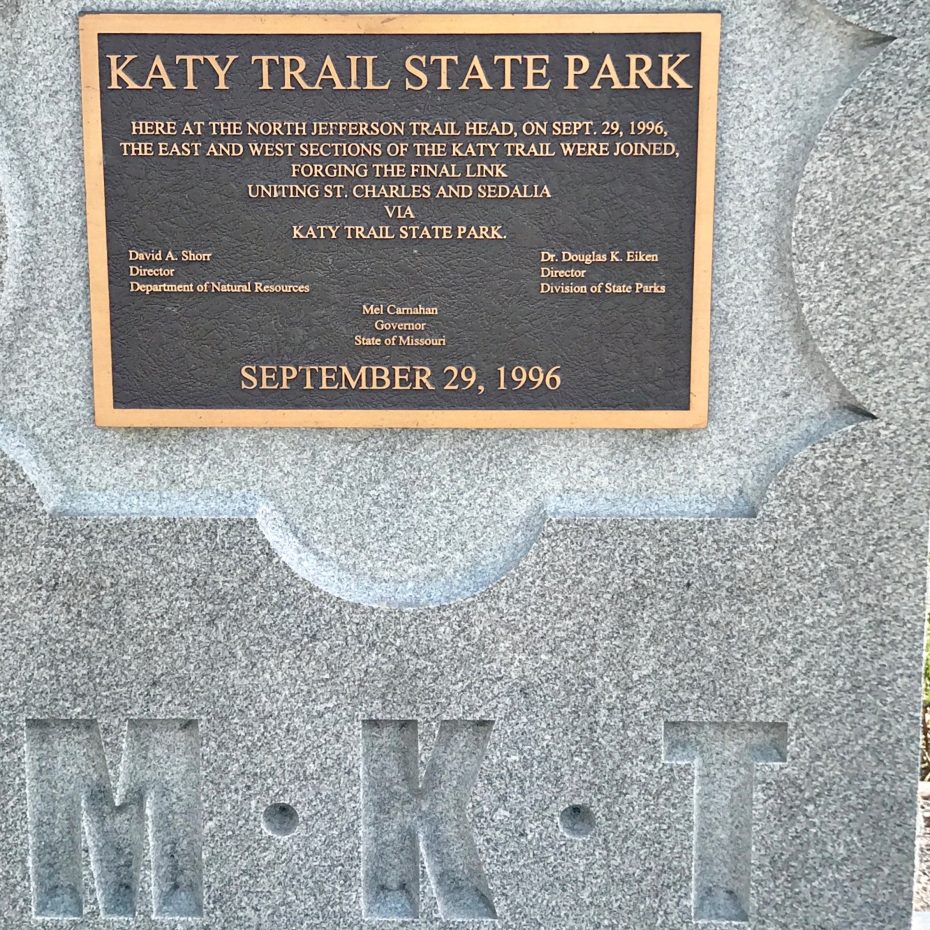 KATY TRAIL STATE PARK
HERE AT THE NORTH JEFFERSON TRAIL HEAD, ON SEPT. 29, 1996,
THE EAST AND WEST SECTIONS OF THE KATY TRAIL WERE JOINED,
FORGING THE FINAL LINK
UNITING ST. CHARLES AND SEDALIA
VIA
KATY TRAIL STATE PARK.
David A. Shorr
Director
Department of Natural Resources
Dr. Douglas K. Eiken
Director
Division of State Parks
Mel Carnahan
Governor
State of Missouri
SEPTEMBER 29, 1996
M·K·T